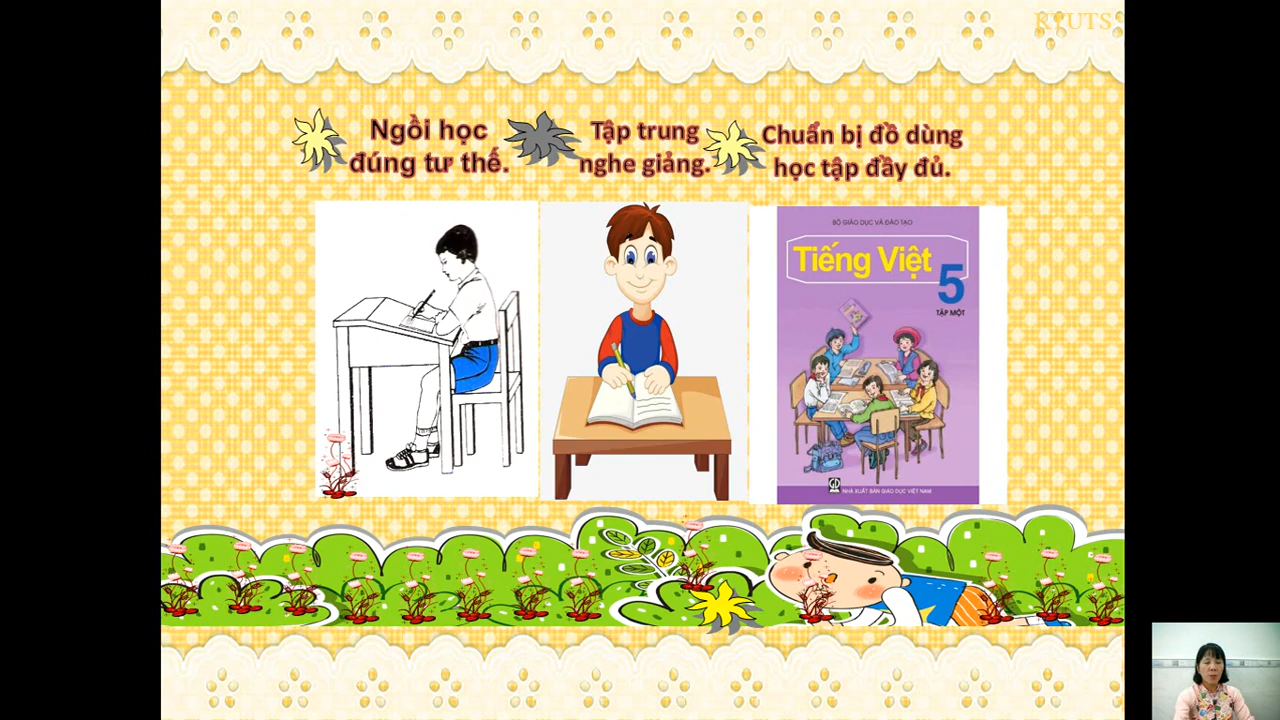 Ngồi học
đúng tư thế.
Tập trung
nghe giảng.
Chuẩn bị đồ dùng
học tập đầy đủ.
BỘ GIÁO DỤC VÀ ĐÀO TẠO
Tiếng Việt
5
TẬP MỘT
NHÀ XUẤT BẢN GIÁO DỤC VIỆT NAM